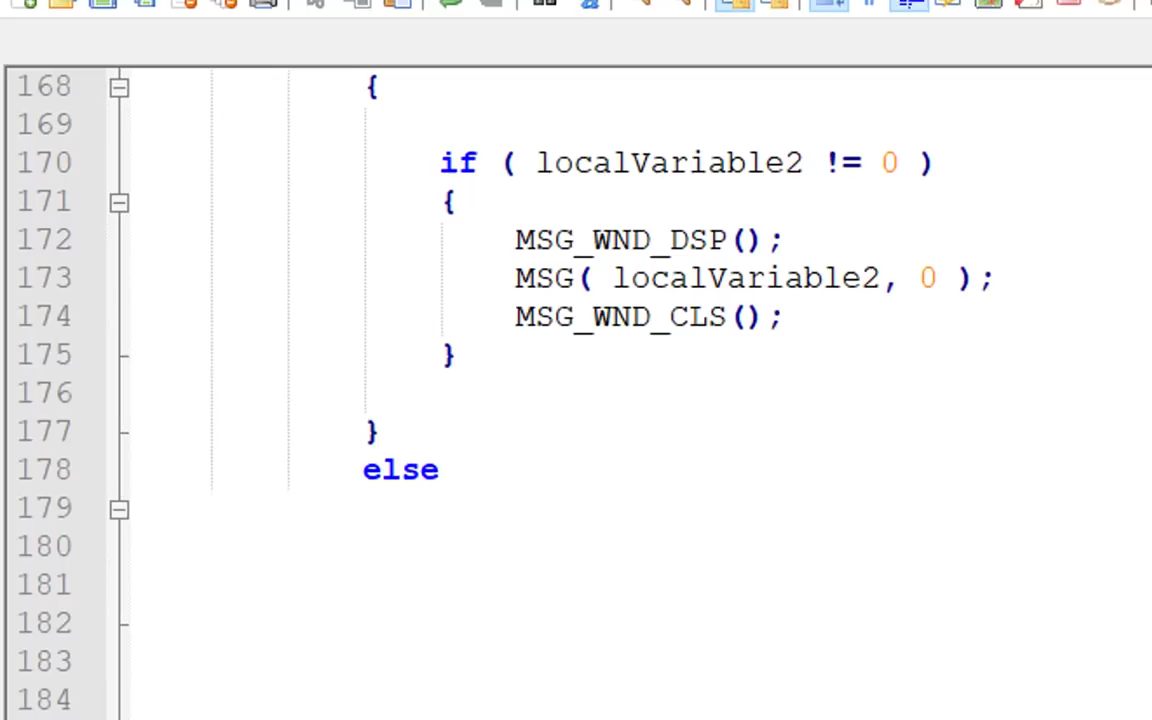 168 {
169
170 if ( localVariable2 != 0 )
171 {
172 MSG_WND_DSP();
173 MSG( localVariable2, 0 );
174 MSG_WND_CLS();
175 }
176
177 }
178 else
179
180
181
182
183
184